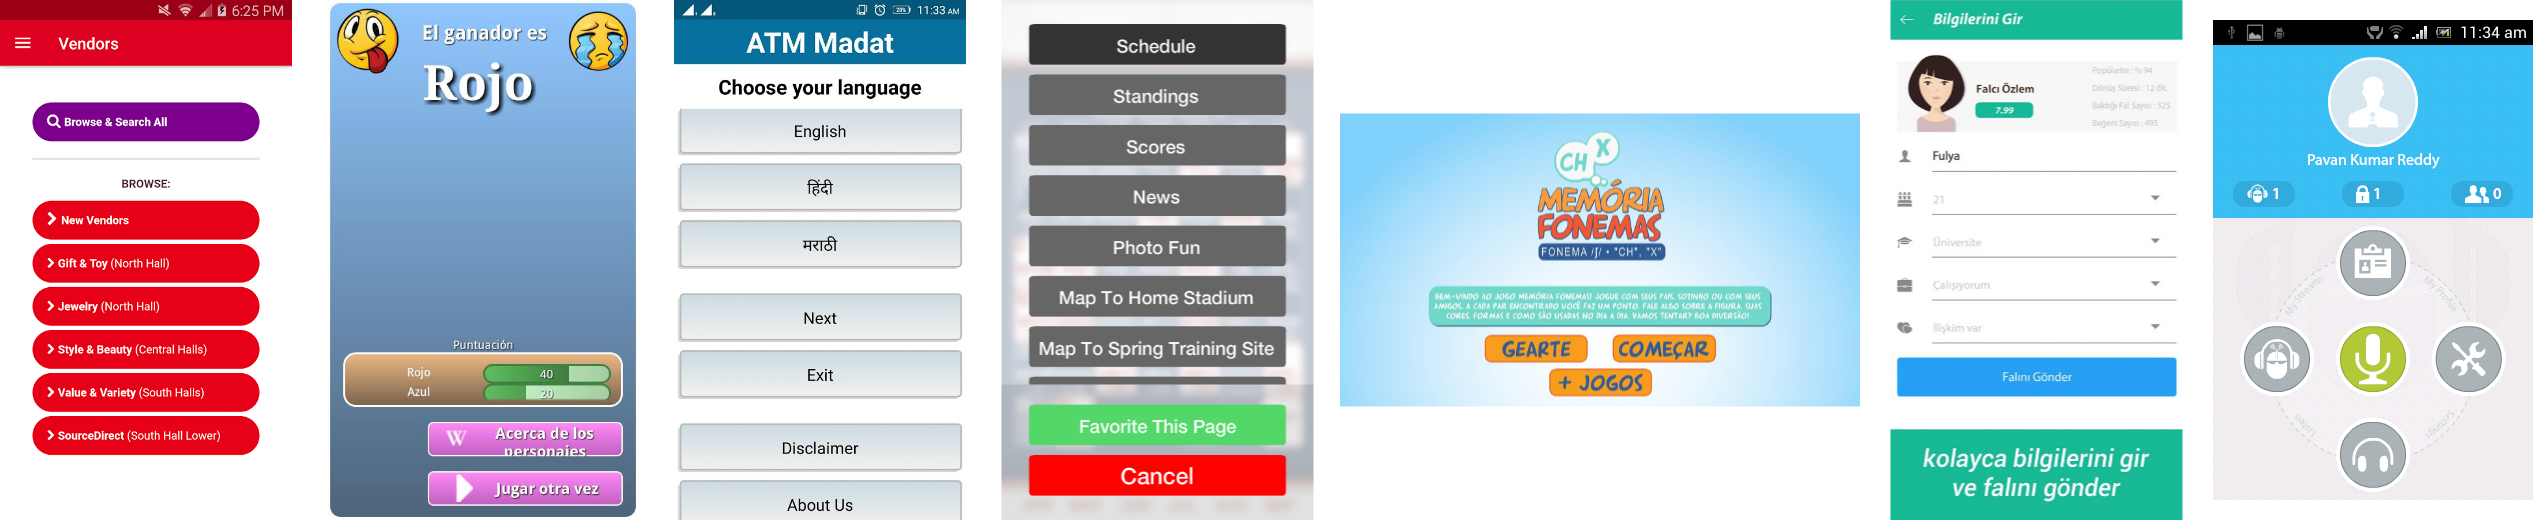 6:25 PM
Vendors
Browse & Search All
BROWSE:
New Vendors
Gift & Toy (North Hall)
Jewelry (North Hall)
Style & Beauty (Central Halls)
Value & Variety (South Halls)
SourceDirect (South Hall Lower)
El ganador es
Rojo
Puntuación
Rojo 40
Azul 20
W Acerca de los
personajes
Jugar otra vez
20% 11:33 AM
ATM Madat
Choose your language
English
हिंदी
मराठी
Next
Exit
Disclaimer
About Us
Schedule
Standings
Scores
News
Photo Fun
Map To Home Stadium
Map To Spring Training Site
Favorite This Page
Cancel
CH X
MEMÓRIA
FONEMAS
FONEMA /ʃ/ • "CH", "X"
BEM-VINDO AO JOGO MEMÓRIA FONEMAS! JOGUE COM SEUS PAIS, SOZINHO OU COM SEUS
AMIGOS. A CADA PAR ENCONTRADO VOCÊ FAZ UM PONTO. FALE ALGO SOBRE A FIGURA, SUAS
CORES, FORMAS E COMO SÃO USADAS NO DIA A DIA. VAMOS TENTAR? BOA DIVERSÃO!
GEARTE
COMEÇAR
+ JOGOS
Bilgilerini Gir
Falcı Özlem
7.99
Popülarite : % 94
Dönüş Süresi : 12 dk.
Baktığı Fal Sayısı : 525
Beğeni Sayısı : 495
Fulya
21
Üniversite
Çalışıyorum
İlişkim var
Falını Gönder
kolayca bilgilerini gir
ve falını gönder
11:34 am
Pavan Kumar Reddy
1
1
0
My Streams
My Profile
Listen
Settings